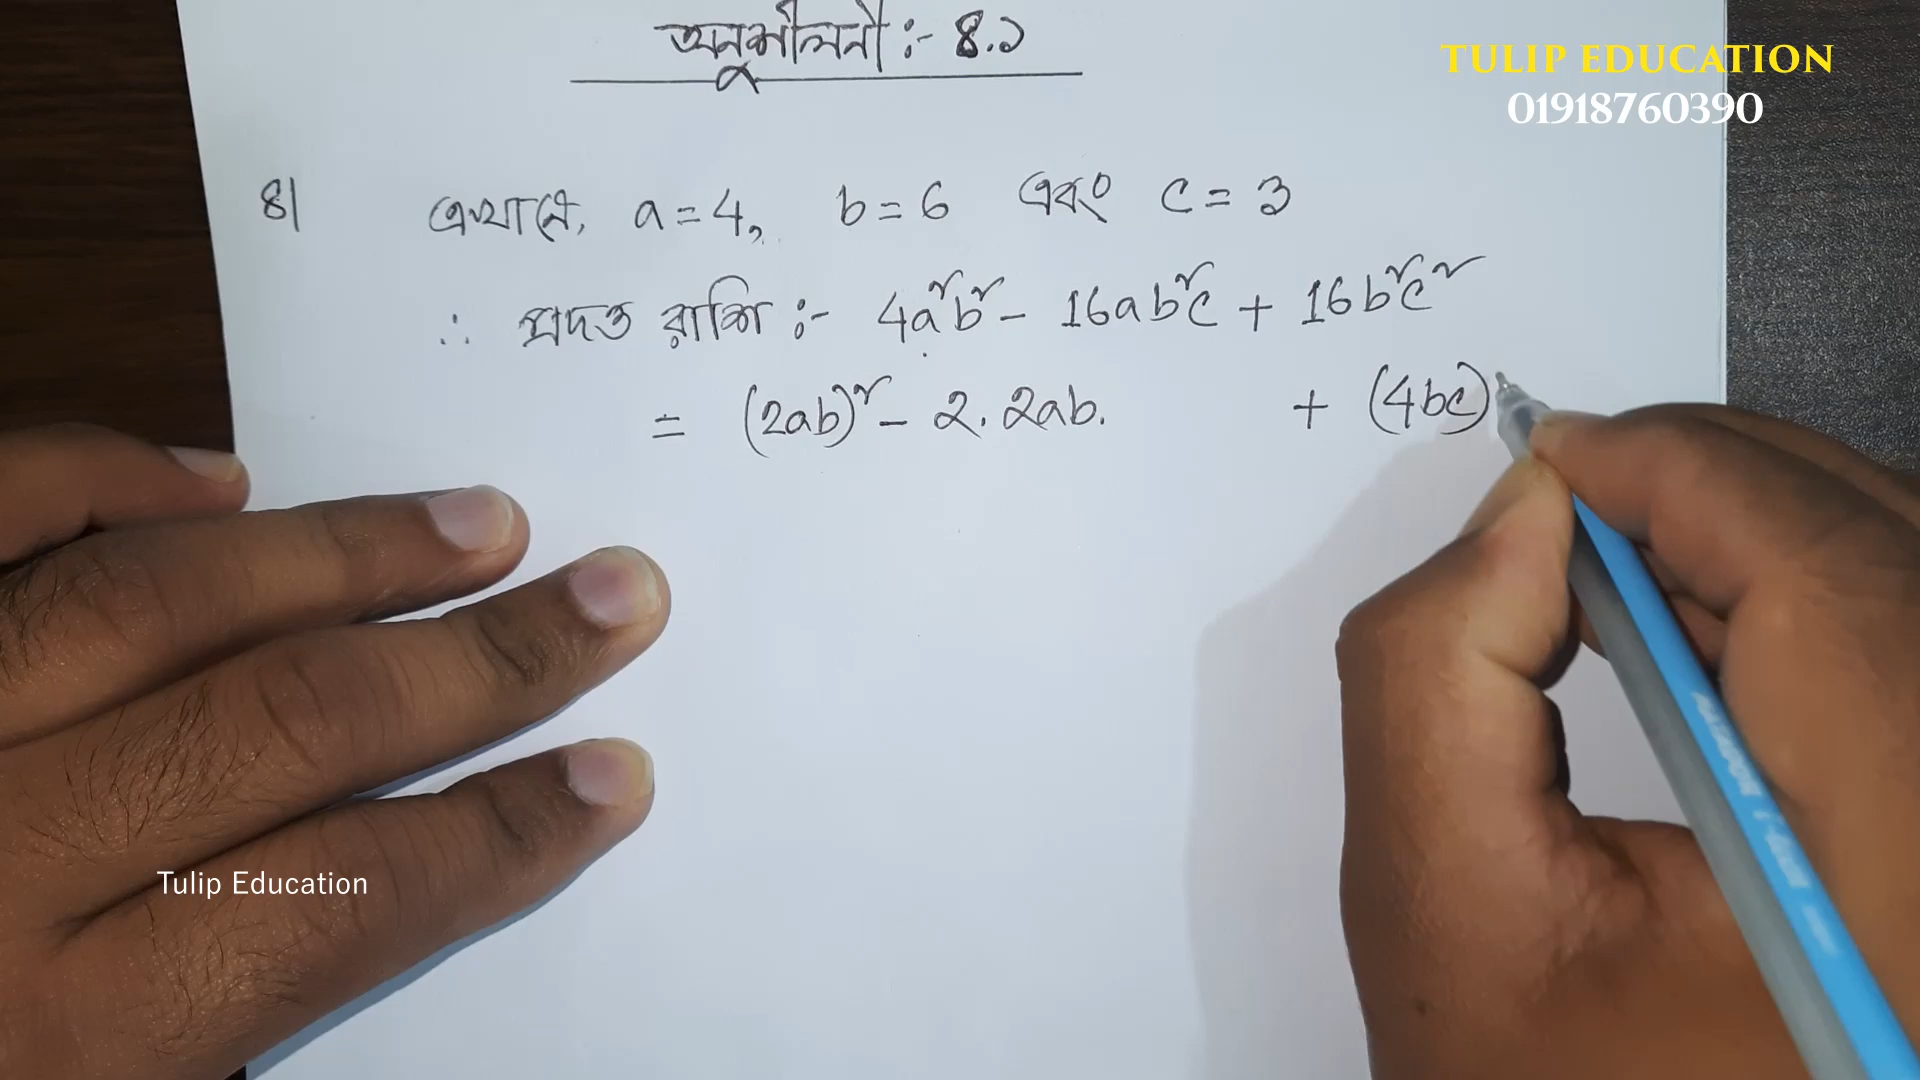 অনুশীলনী :- ৪.১
TULIP EDUCATION
01918760390
৪। এখানে, a = 4, b = 6 এবং c = 3
∴ প্রদত্ত রাশি :- 4a²b² - 16ab²c + 16b²c²
= (2ab)² - 2. 2ab. + (4bc)
Tulip Education